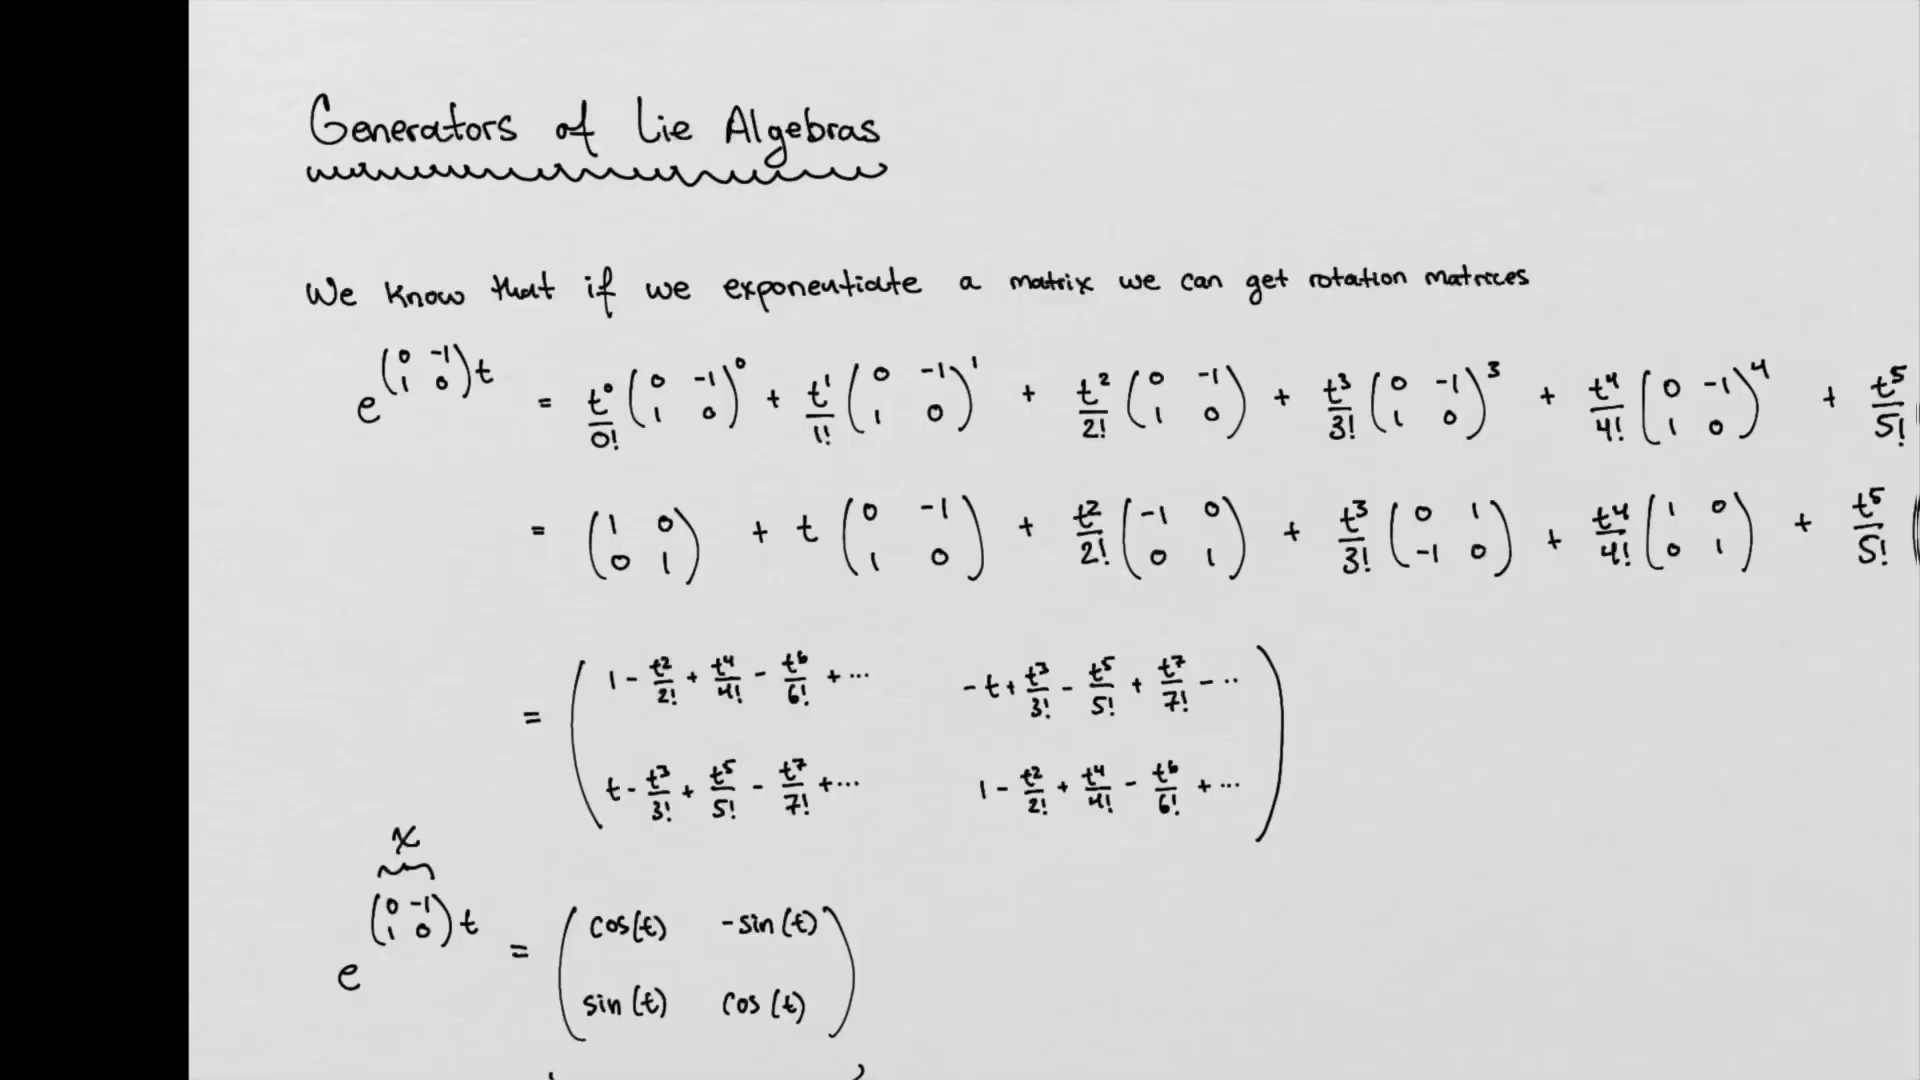 Generators of Lie Algebras
We know that if we exponentiate a matrix we can get rotation matrices
e^{(0 -1; 1 0)t} = t^0/0! (0 -1; 1 0)^0 + t^1/1! (0 -1; 1 0)^1 + t^2/2! (0 -1; 1 0) + t^3/3! (0 -1; 1 0)^3 + t^4/4! (0 -1; 1 0)^4 + t^5/5!
= (1 0; 0 1) + t (0 -1; 1 0) + t^2/2! (-1 0; 0 1) + t^3/3! (0 1; -1 0) + t^4/4! (1 0; 0 1) + t^5/5! (
= (1 - t^2/2! + t^4/4! - t^6/6! + ... -t + t^3/3! - t^5/5! + t^7/7! - ..
t - t^3/3! + t^5/5! - t^7/7! + ... 1 - t^2/2! + t^4/4! - t^6/6! + ...)
x
e^{(0 -1; 1 0)t} = (cos(t) -sin(t)
sin(t) cos(t))